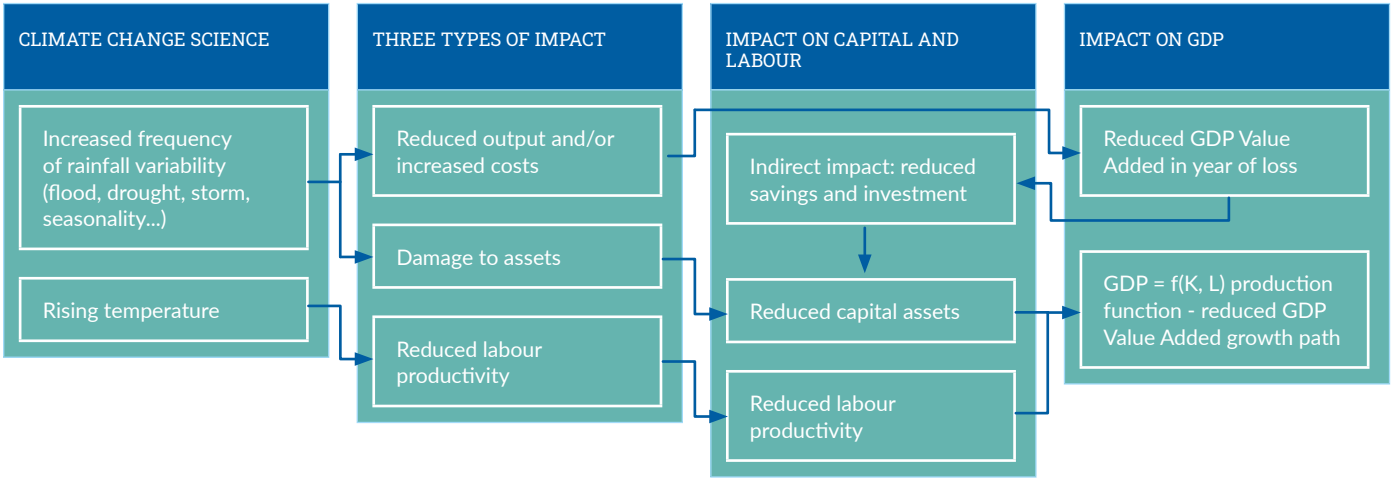 CLIMATE CHANGE SCIENCE
Increased frequency
of rainfall variability
(flood, drought, storm,
seasonality...)
Rising temperature
THREE TYPES OF IMPACT
Reduced output and/or
increased costs
Damage to assets
Reduced labour
productivity
IMPACT ON CAPITAL AND
LABOUR
Indirect impact: reduced
savings and investment
Reduced capital assets
Reduced labour
productivity
IMPACT ON GDP
Reduced GDP Value
Added in year of loss
GDP = f(K, L) production
function - reduced GDP
Value Added growth path